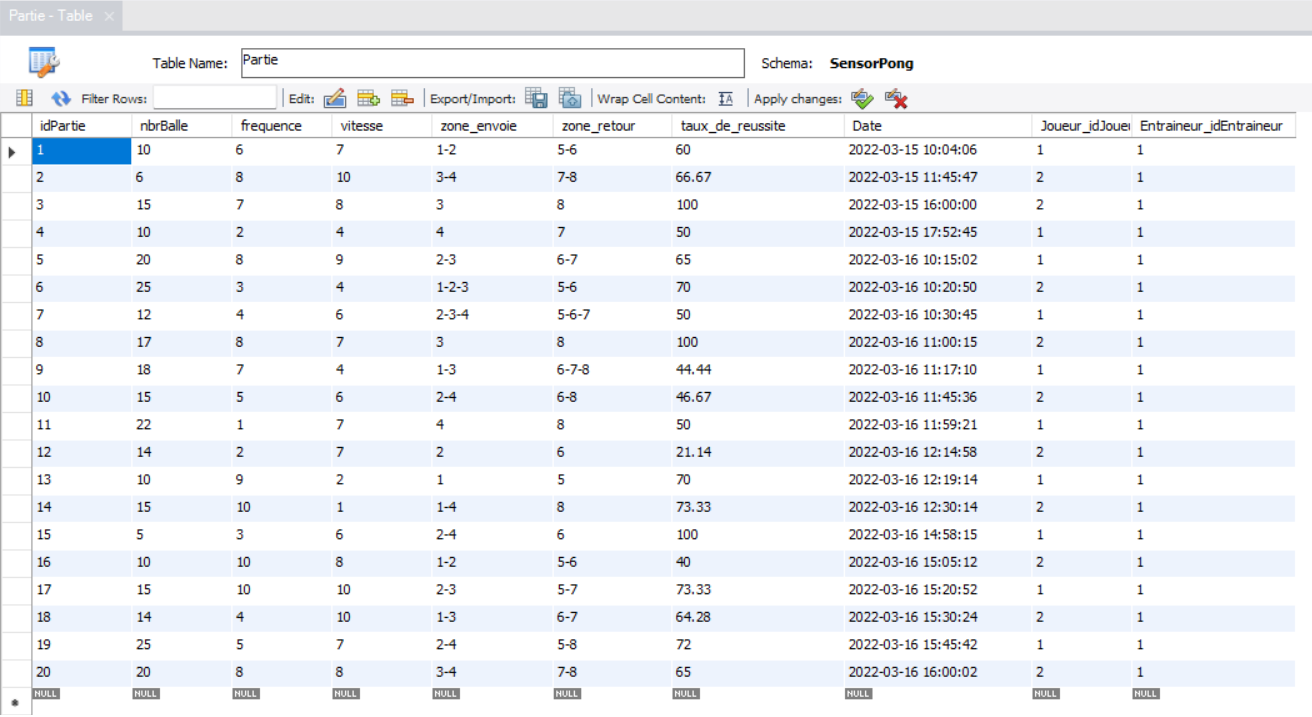 Partie - Table ×
Table Name: Partie Schema: SensorPong
Filter Rows: Edit: Export/Import: Wrap Cell Content: IA Apply changes:
idPartie nbrBalle frequence vitesse zone_envoie zone_retour taux_de_reussite Date Joueur_idJouei Entraineur_idEntraineur
1 10 6 7 1-2 5-6 60 2022-03-15 10:04:06 1 1
2 6 8 10 3-4 7-8 66.67 2022-03-15 11:45:47 2 1
3 15 7 8 3 8 100 2022-03-15 16:00:00 2 1
4 10 2 4 4 7 50 2022-03-15 17:52:45 1 1
5 20 8 9 2-3 6-7 65 2022-03-16 10:15:02 1 1
6 25 3 4 1-2-3 5-6 70 2022-03-16 10:20:50 2 1
7 12 4 6 2-3-4 5-6-7 50 2022-03-16 10:30:45 1 1
8 17 8 7 3 8 100 2022-03-16 11:00:15 2 1
9 18 7 4 1-3 6-7-8 44.44 2022-03-16 11:17:10 1 1
10 15 5 6 2-4 6-8 46.67 2022-03-16 11:45:36 2 1
11 22 1 7 4 8 50 2022-03-16 11:59:21 1 1
12 14 2 7 2 6 21.14 2022-03-16 12:14:58 2 1
13 10 9 2 1 5 70 2022-03-16 12:19:14 1 1
14 15 10 1 1-4 8 73.33 2022-03-16 12:30:14 2 1
15 5 3 6 2-4 6 100 2022-03-16 14:58:15 1 1
16 10 10 8 1-2 5-6 40 2022-03-16 15:05:12 2 1
17 15 10 10 2-3 5-7 73.33 2022-03-16 15:20:52 1 1
18 14 4 10 1-3 6-7 64.28 2022-03-16 15:30:24 2 1
19 25 5 7 2-4 5-8 72 2022-03-16 15:45:42 1 1
20 20 8 8 3-4 7-8 65 2022-03-16 16:00:02 2 1
NULL NULL NULL NULL NULL NULL NULL NULL NULL NULL